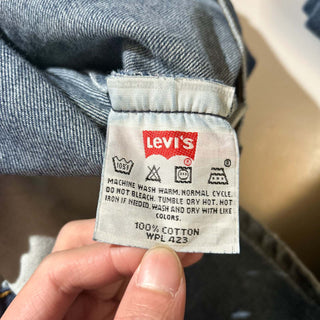 LEVI'S
®
MACHINE WASH WARM, NORMAL CYCLE.
DO NOT BLEACH. TUMBLE DRY HOT. HOT
IRON IF NEEDED, WASH AND DRY WITH LIKE
COLORS.
100% COTTON
WPL 423